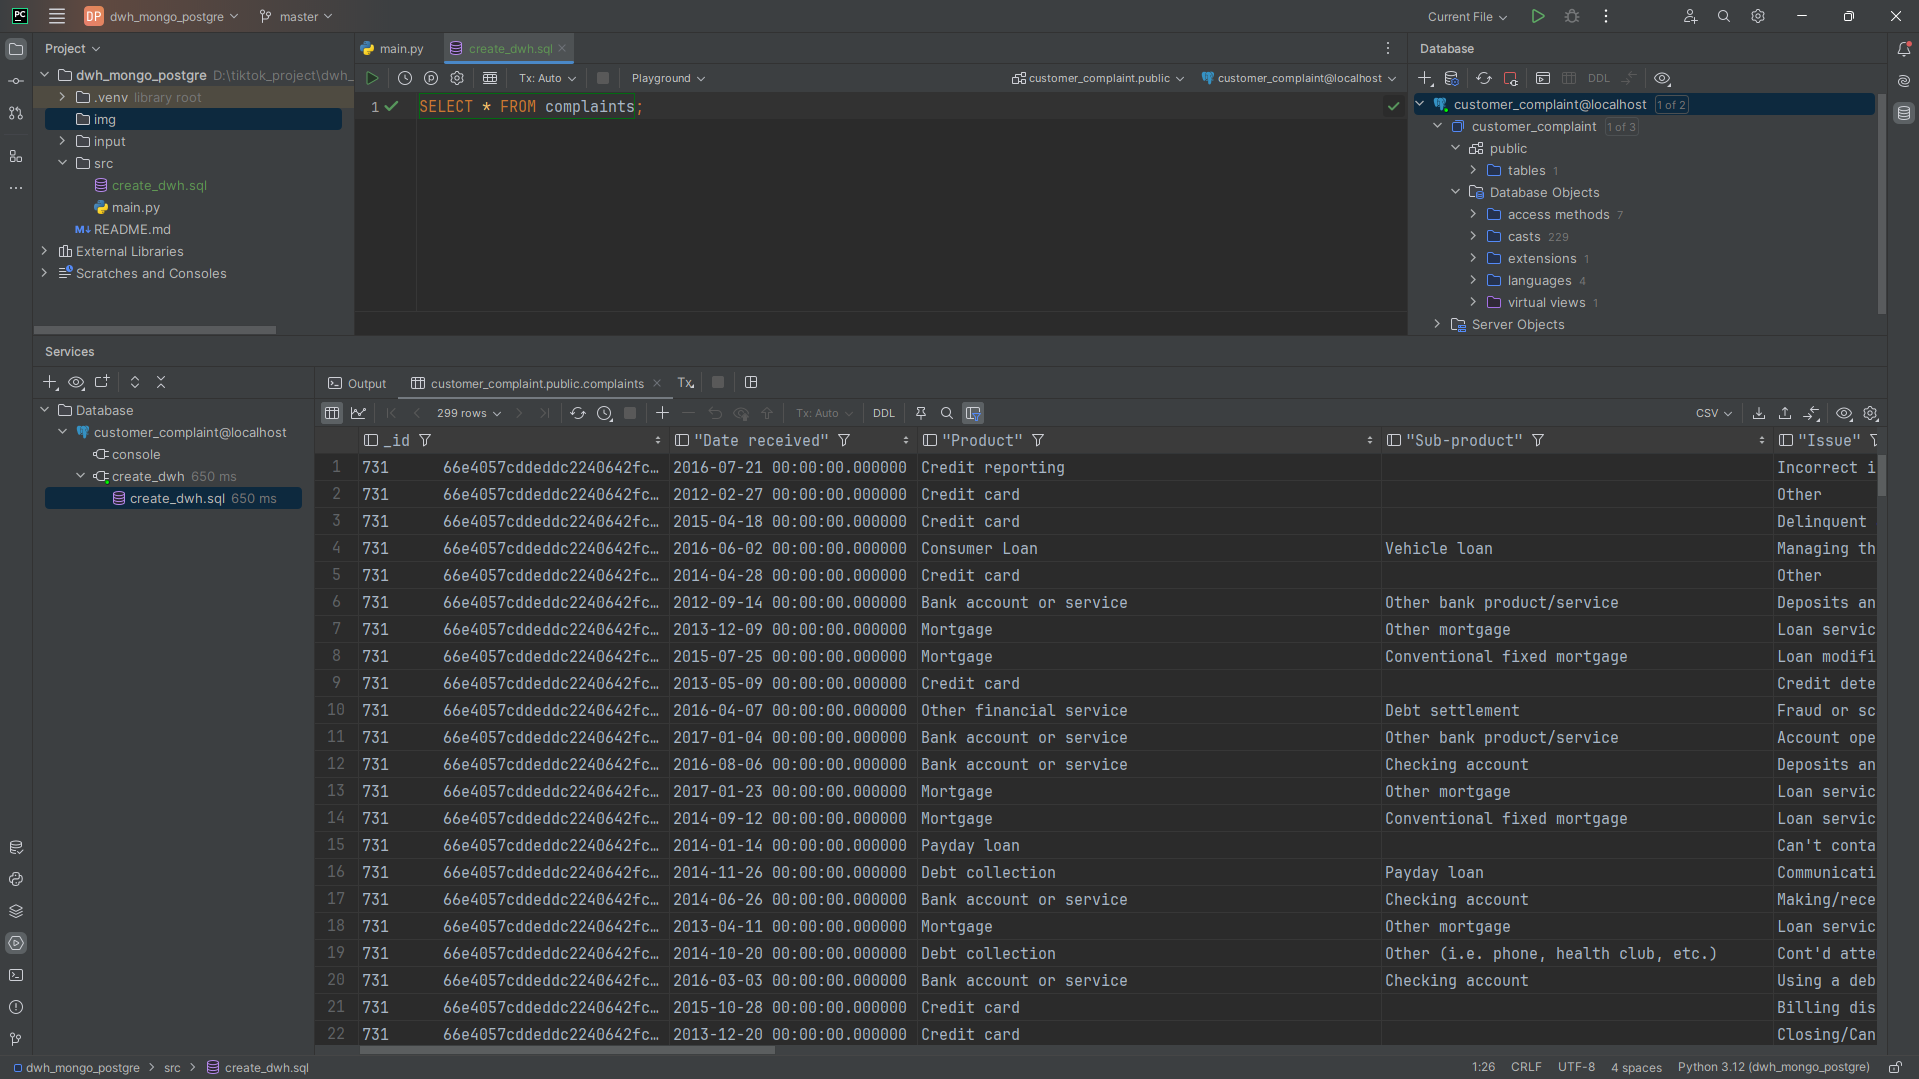 PC
DP dwh_mongo_postgre
master
Current File
Project
main.py
create_dwh.sql
Database
dwh_mongo_postgre D:\tiktok_project\dwh_
.venv library root
img
input
src
create_dwh.sql
main.py
README.md
External Libraries
Scratches and Consoles
Tx: Auto
Playground
customer_complaint.public
customer_complaint@localhost
1 SELECT * FROM complaints;
DDL
customer_complaint@localhost 1 of 2
customer_complaint 1 of 3
public
tables 1
Database Objects
access methods 7
casts 229
extensions 1
languages 4
virtual views 1
Server Objects
Services
Database
customer_complaint@localhost
console
create_dwh 650 ms
create_dwh.sql 650 ms
Output
customer_complaint.public.complaints
Tx
299 rows
Tx: Auto
DDL
CSV
_id "Date received" "Product" "Sub-product" "Issue"
1 731 66e4057cddeddc2240642fc… 2016-07-21 00:00:00.000000 Credit reporting Incorrect i
2 731 66e4057cddeddc2240642fc… 2012-02-27 00:00:00.000000 Credit card Other
3 731 66e4057cddeddc2240642fc… 2015-04-18 00:00:00.000000 Credit card Delinquent
4 731 66e4057cddeddc2240642fc… 2016-06-02 00:00:00.000000 Consumer Loan Vehicle loan Managing th
5 731 66e4057cddeddc2240642fc… 2014-04-28 00:00:00.000000 Credit card Other
6 731 66e4057cddeddc2240642fc… 2012-09-14 00:00:00.000000 Bank account or service Other bank product/service Deposits an
7 731 66e4057cddeddc2240642fc… 2013-12-09 00:00:00.000000 Mortgage Other mortgage Loan servic
8 731 66e4057cddeddc2240642fc… 2015-07-25 00:00:00.000000 Mortgage Conventional fixed mortgage Loan modifi
9 731 66e4057cddeddc2240642fc… 2013-05-09 00:00:00.000000 Credit card Credit dete
10 731 66e4057cddeddc2240642fc… 2016-04-07 00:00:00.000000 Other financial service Debt settlement Fraud or sc
11 731 66e4057cddeddc2240642fc… 2017-01-04 00:00:00.000000 Bank account or service Other bank product/service Account ope
12 731 66e4057cddeddc2240642fc… 2016-08-06 00:00:00.000000 Bank account or service Checking account Deposits an
13 731 66e4057cddeddc2240642fc… 2017-01-23 00:00:00.000000 Mortgage Other mortgage Loan servic
14 731 66e4057cddeddc2240642fc… 2014-09-12 00:00:00.000000 Mortgage Conventional fixed mortgage Loan servic
15 731 66e4057cddeddc2240642fc… 2014-01-14 00:00:00.000000 Payday loan Can't conta
16 731 66e4057cddeddc2240642fc… 2014-11-26 00:00:00.000000 Debt collection Payday loan Communicati
17 731 66e4057cddeddc2240642fc… 2014-06-26 00:00:00.000000 Bank account or service Checking account Making/rece
18 731 66e4057cddeddc2240642fc… 2013-04-11 00:00:00.000000 Mortgage Other mortgage Loan servic
19 731 66e4057cddeddc2240642fc… 2014-10-20 00:00:00.000000 Debt collection Other (i.e. phone, health club, etc.) Cont'd atte
20 731 66e4057cddeddc2240642fc… 2016-03-03 00:00:00.000000 Bank account or service Checking account Using a deb
21 731 66e4057cddeddc2240642fc… 2015-10-28 00:00:00.000000 Credit card Billing dis
22 731 66e4057cddeddc2240642fc… 2013-12-20 00:00:00.000000 Credit card Closing/Can
dwh_mongo_postgre > src > create_dwh.sql
1:26 CRLF UTF-8 4 spaces Python 3.12 (dwh_mongo_postgre)